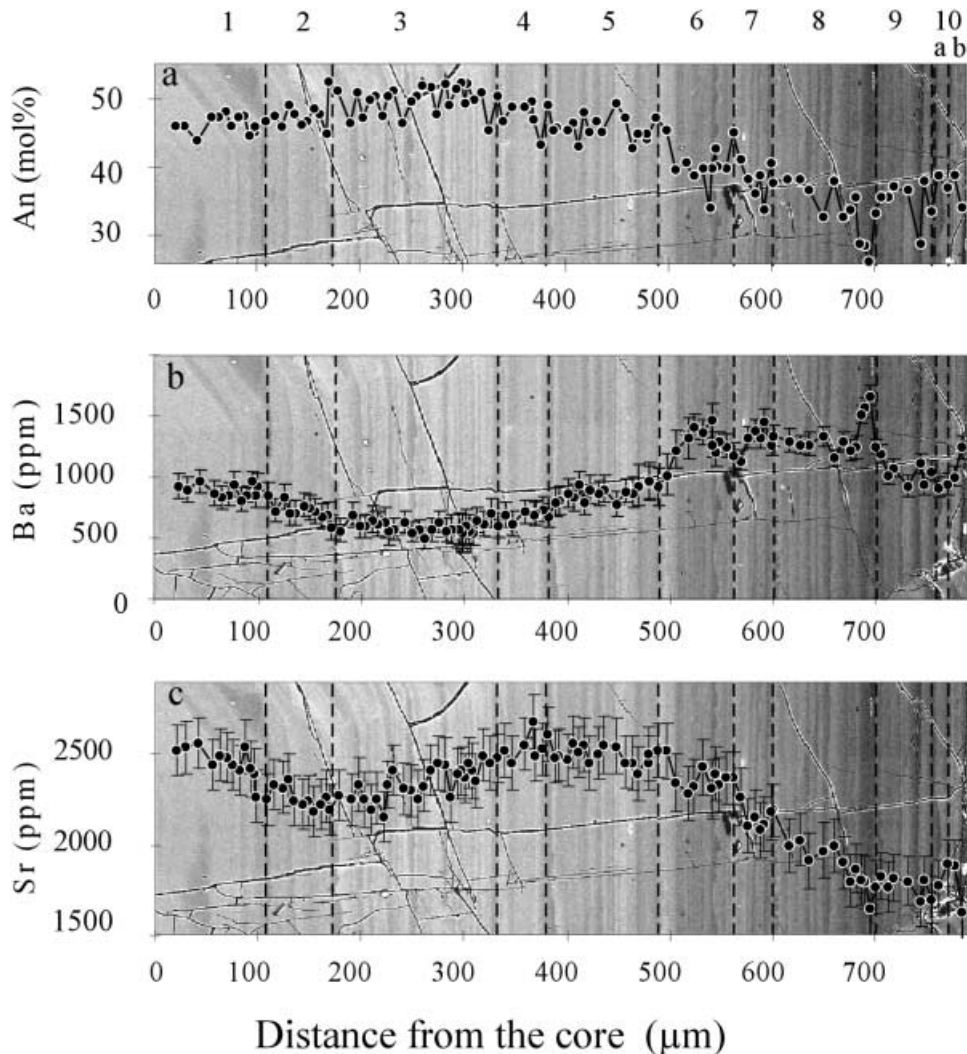 1 2 3 4 5 6 7 8 9 10
a b
a
An (mol%)
50
40
30
0 100 200 300 400 500 600 700
b
Ba (ppm)
1500
1000
500
0
0 100 200 300 400 500 600 700
c
Sr (ppm)
2500
2000
1500
0 100 200 300 400 500 600 700
Distance from the core (μm)